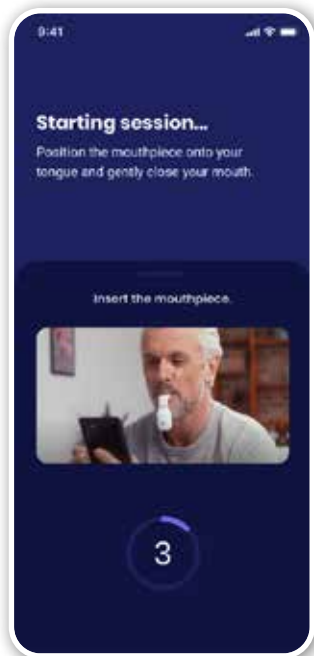 9:41
Starting session...
Position the mouthpiece onto your
tongue and gently close your mouth.
Insert the mouthpiece.
3